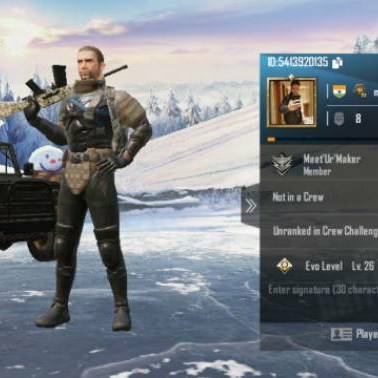 ID:5413920135
8
Meet'Ur'Maker
Member
Not in a Crew
Unranked in Crew Challeng
Evo Level Lv. 26
Enter signature (30 charac
Playe